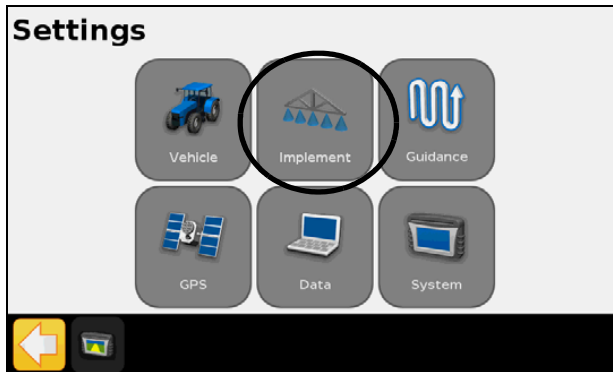 Settings
Vehicle
Implement
Guidance
GPS
Data
System